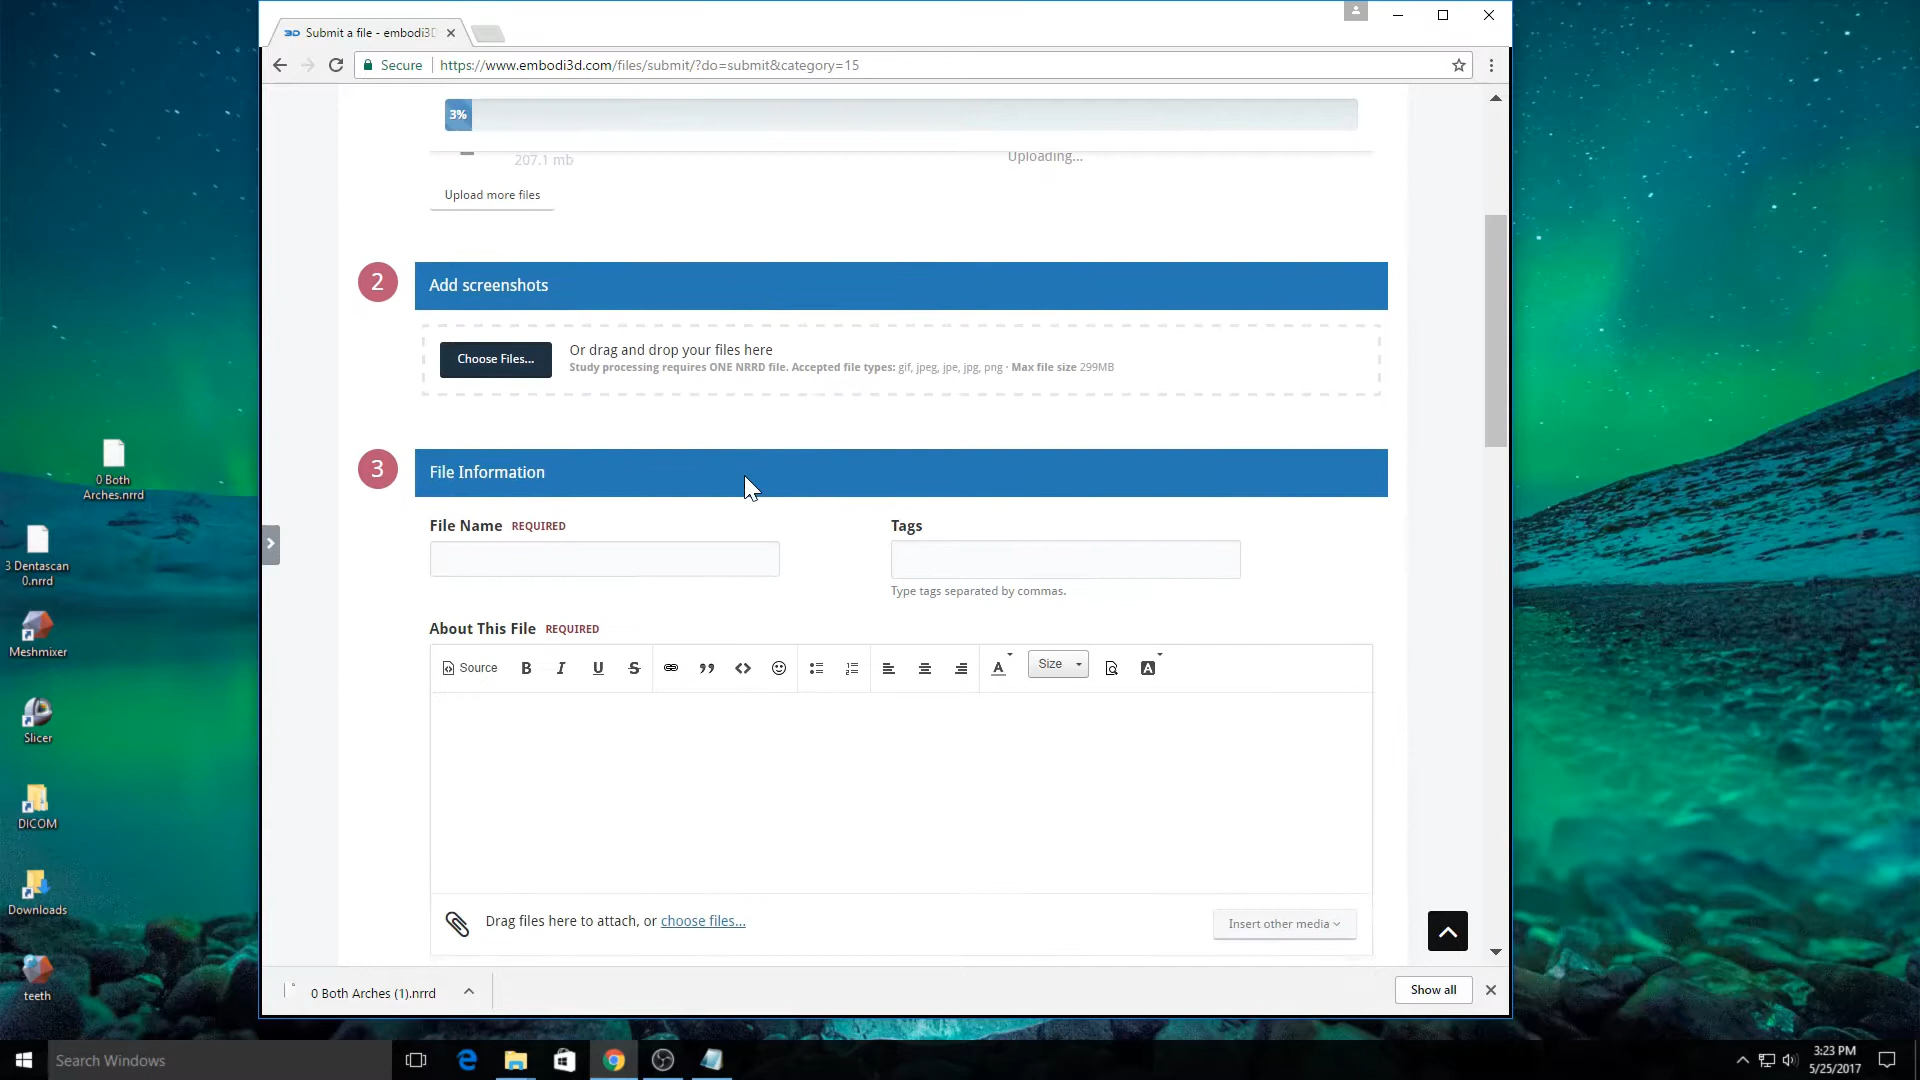 3D Submit a file - embodi3D
Secure https://www.embodi3d.com/files/submit/?do=submit&category=15
3%
207.1 mb
Uploading...
Upload more files
2
Add screenshots
Choose Files...
Or drag and drop your files here
Study processing requires ONE NRRD file. Accepted file types: gif, jpeg, jpe, jpg, png · Max file size 299MB
3
File Information
File Name REQUIRED
Tags
Type tags separated by commas.
About This File REQUIRED
Source B I U S A Size A
Drag files here to attach, or choose files...
Insert other media
0 Both Arches (1).nrrd
Show all
0 Both
Arches.nrrd
3 Dentascan
0.nrrd
Meshmixer
Slicer
DICOM
Downloads
teeth
Search Windows
3:23 PM
5/25/2017